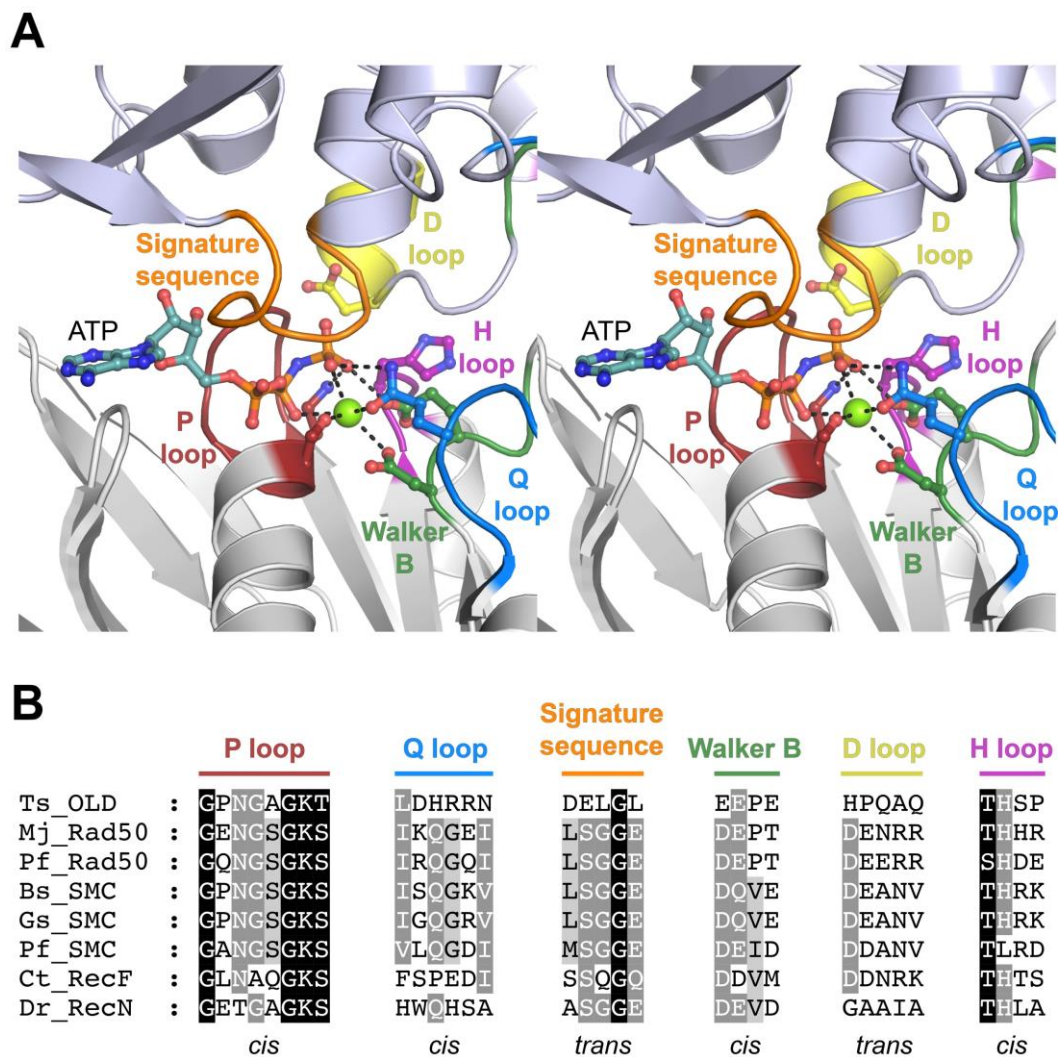 A
Signature
sequence
D
loop
ATP
H
loop
P
loop
Q
loop
Walker
B
Signature
sequence
D
loop
ATP
H
loop
P
loop
Q
loop
Walker
B
B
P loop Q loop Signature sequence Walker B D loop H loop
Ts_OLD : GPNGAGKT LDHRRN DELGL EEPE HPQAQ THSP
Mj_Rad50 : GENGSGKS IKQGEI LSGGE DEPT DENRR THHR
Pf_Rad50 : GQNGSGKS IRQGQI LSGGE DEPT DEERR SHDE
Bs_SMC : GPNGSGKS ISQGKV LSGGE DQVE DEANV THRK
Gs_SMC : GPNGSGKS IGQGRV LSGGE DQVE DEANV THRK
Pf_SMC : GANGSGKS VLQGDI MSGGE DEID DDANV TLRD
Ct_RecF : GLNAQGKS FSPEDI SSQGQ DDVM DDNRK THTS
Dr_RecN : GETGAGKS HWQHSA ASGGE DEVD GAAIA THLA
cis cis trans cis trans cis